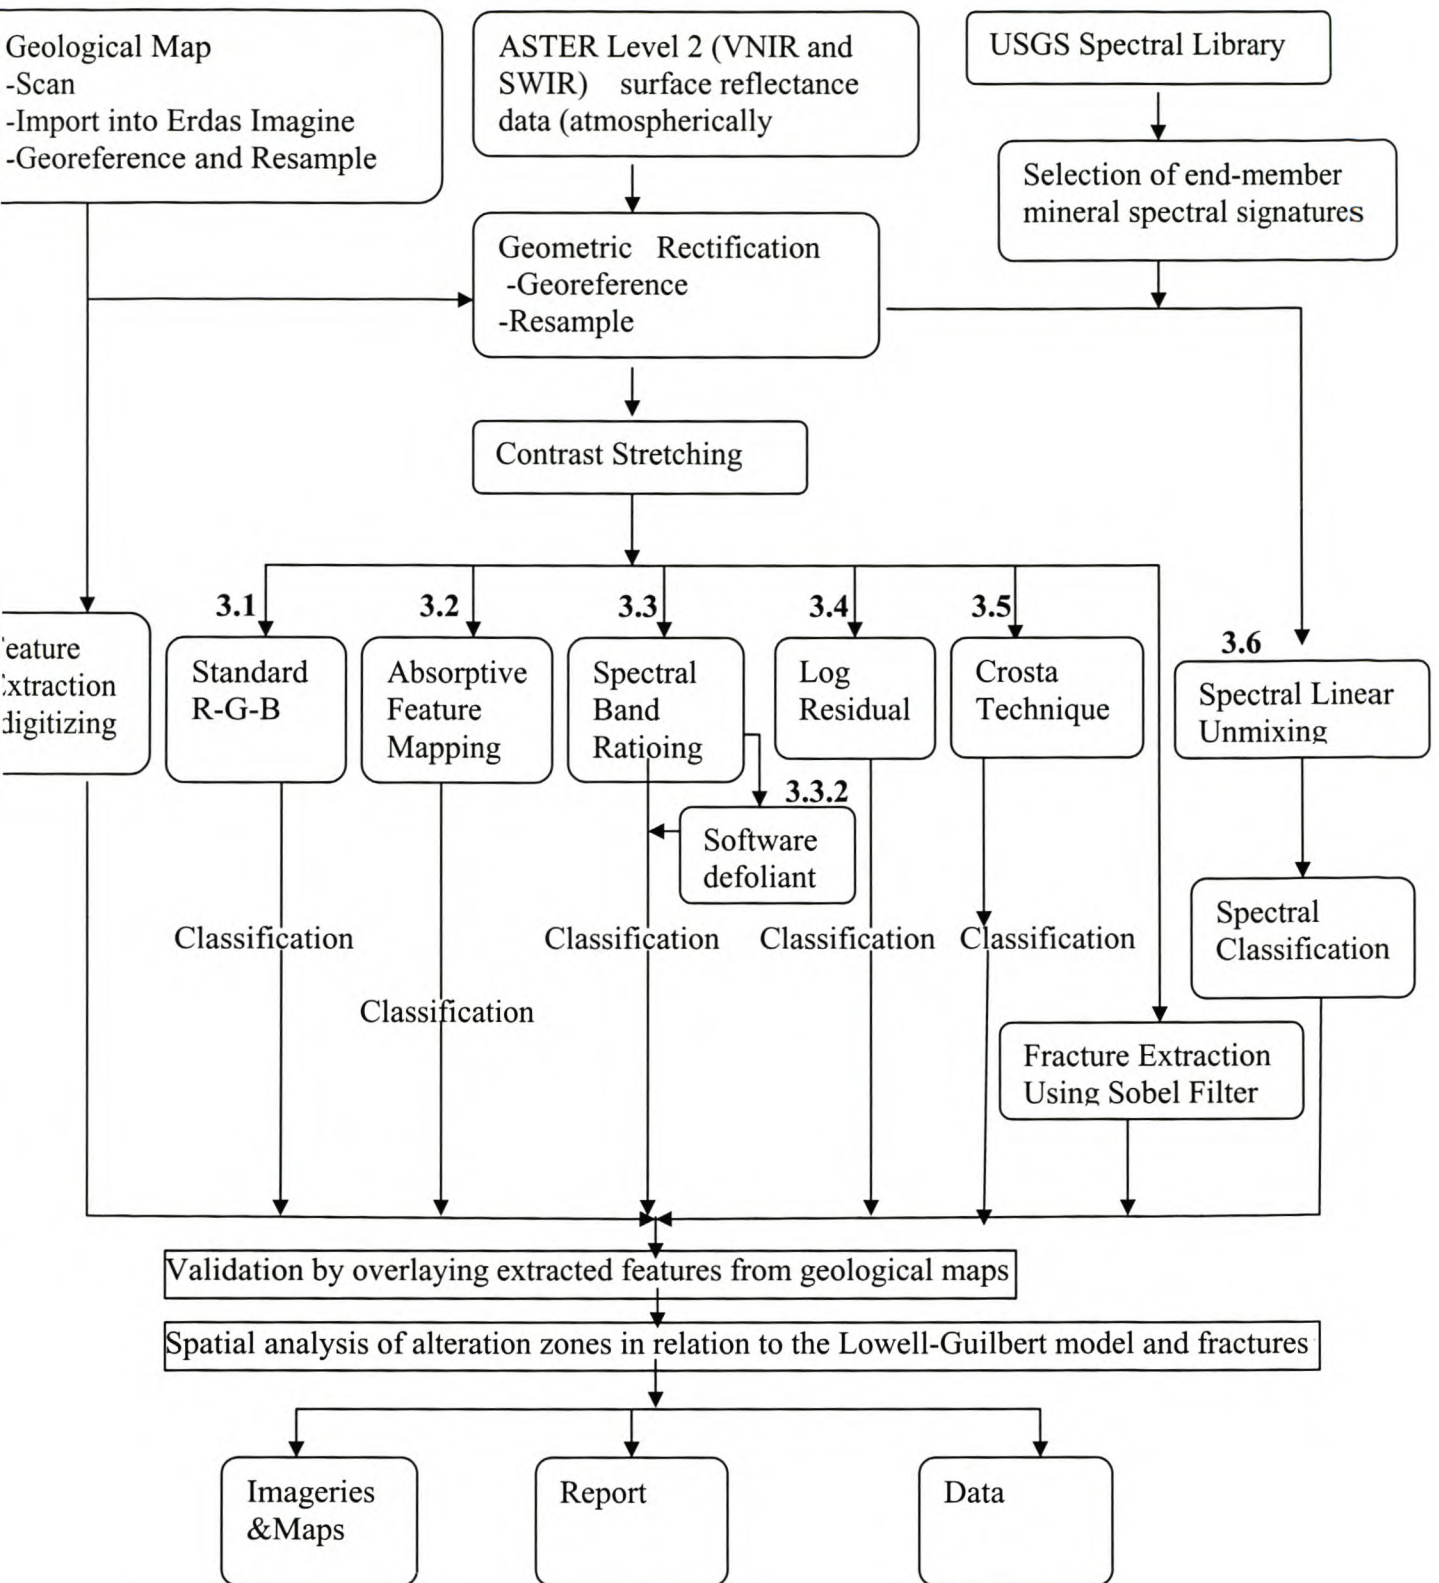 Geological Map
-Scan
-Import into Erdas Imagine
-Georeference and Resample
ASTER Level 2 (VNIR and
SWIR) surface reflectance
data (atmospherically
USGS Spectral Library
Selection of end-member
mineral spectral signatures
Geometric Rectification
-Georeference
-Resample
Contrast Stretching
eature
xtraction
digitizing
3.1
Standard
R-G-B
3.2
Absorptive
Feature
Mapping
3.3
Spectral
Band
Ratioing
3.4
Log
Residual
3.5
Crosta
Technique
3.6
Spectral Linear
Unmixing
3.3.2
Software
defoliant
Classification
Classification
Classification
Classification
Classification
Spectral
Classification
Fracture Extraction
Using Sobel Filter
Validation by overlaying extracted features from geological maps
Spatial analysis of alteration zones in relation to the Lowell-Guilbert model and fractures
Imageries
&Maps
Report
Data